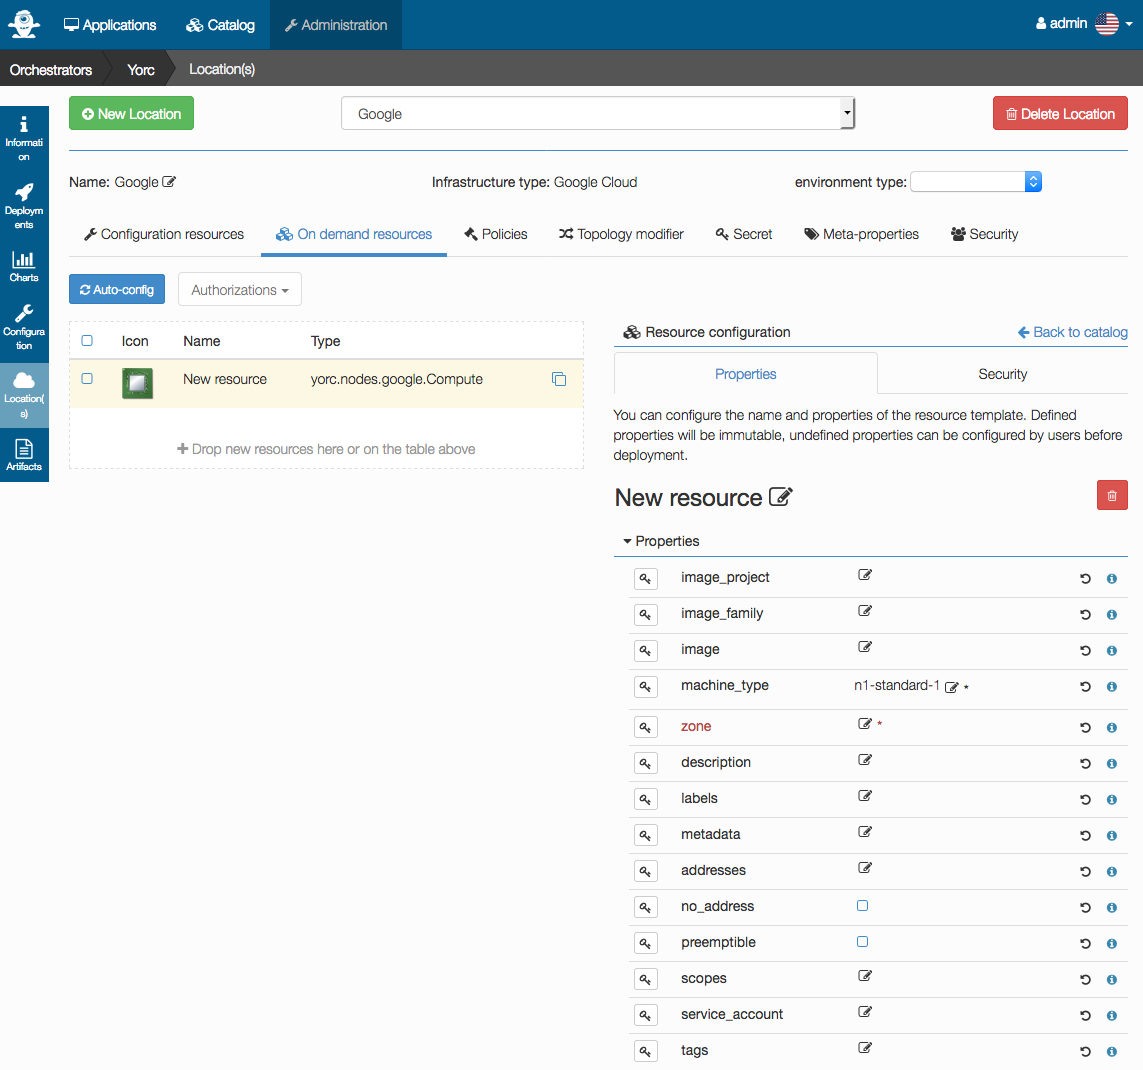 Applications Catalog Administration admin
Orchestrators Yorc Location(s)
New Location Google Delete Location
Informati
on
Deploym
ents
Charts
Configura
tion
Location(
s)
Artifacts
Name: Google Infrastructure type: Google Cloud environment type:
Configuration resources On demand resources Policies Topology modifier Secret Meta-properties Security
Auto-config Authorizations
Icon Name Type
New resource yorc.nodes.google.Compute
Drop new resources here or on the table above
Resource configuration Back to catalog
Properties Security
You can configure the name and properties of the resource template. Defined
properties will be immutable, undefined properties can be configured by users before
deployment.
New resource
Properties
image_project
image_family
image
machine_type n1-standard-1 *
zone *
description
labels
metadata
addresses
no_address
preemptible
scopes
service_account
tags